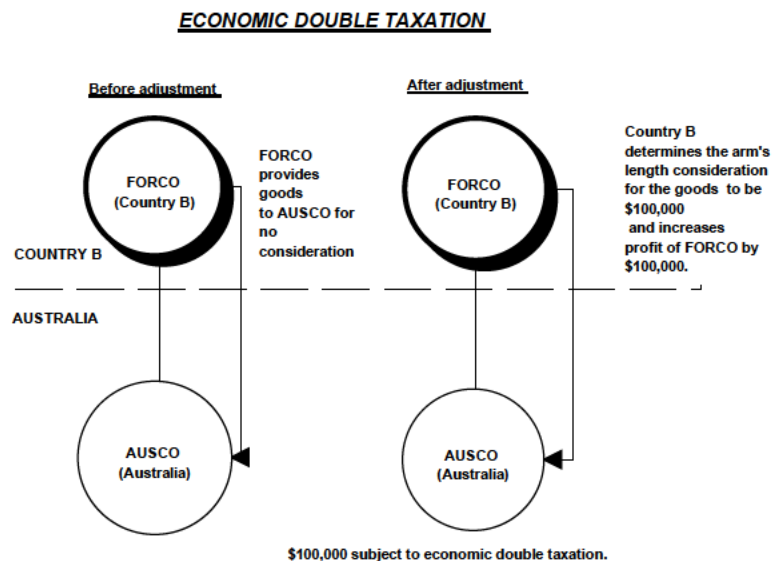 ECONOMIC DOUBLE TAXATION
Before adjustment
After adjustment
FORCO
(Country B)
FORCO
provides
goods
to AUSCO for
no
consideration
FORCO
(Country B)
Country B
determines the arm's
length consideration
for the goods to be
$100,000
and increases
profit of FORCO by
$100,000.
COUNTRY B
AUSTRALIA
AUSCO
(Australia)
AUSCO
(Australia)
$100,000 subject to economic double taxation.